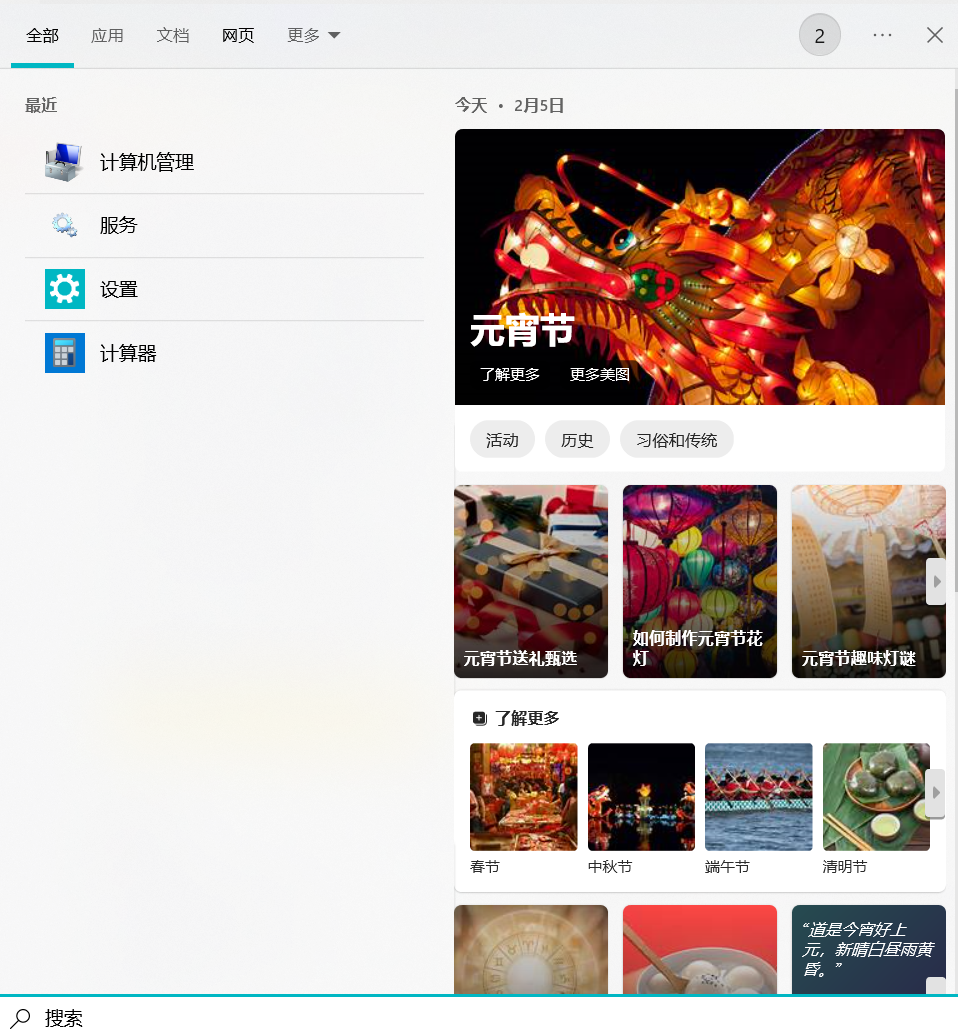 全部 应用 文档 网页 更多 2
最近
计算机管理
服务
设置
计算器
今天 • 2月5日
元宵节
了解更多 更多美图
活动 历史 习俗和传统
元宵节送礼甄选
如何制作元宵节花
灯
元宵节趣味灯谜
了解更多
春节 中秋节 端午节 清明节
“道是今宵好上
元，新晴白昼雨黄
昏。”
搜索